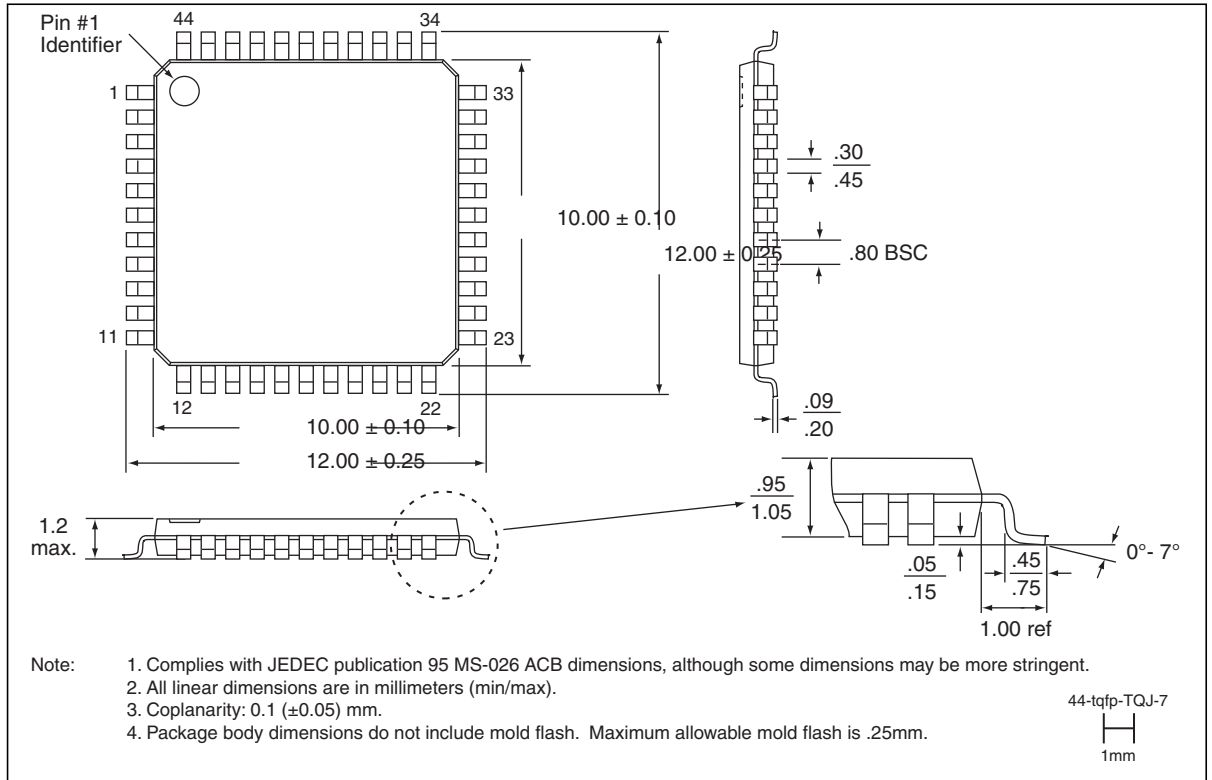 Pin #1
Identifier
44
34
1
33
11
23
12
22
10.00 ± 0.10
12.00 ± 0.25
10.00 ± 0.10
12.00 ± 0.25
.30
.45
.80 BSC
.09
.20
1.2
max.
.95
1.05
.05
.15
.45
.75
0°- 7°
1.00 ref
Note:
1. Complies with JEDEC publication 95 MS-026 ACB dimensions, although some dimensions may be more stringent.
2. All linear dimensions are in millimeters (min/max).
3. Coplanarity: 0.1 (±0.05) mm.
4. Package body dimensions do not include mold flash. Maximum allowable mold flash is .25mm.
44-tqfp-TQJ-7
1mm